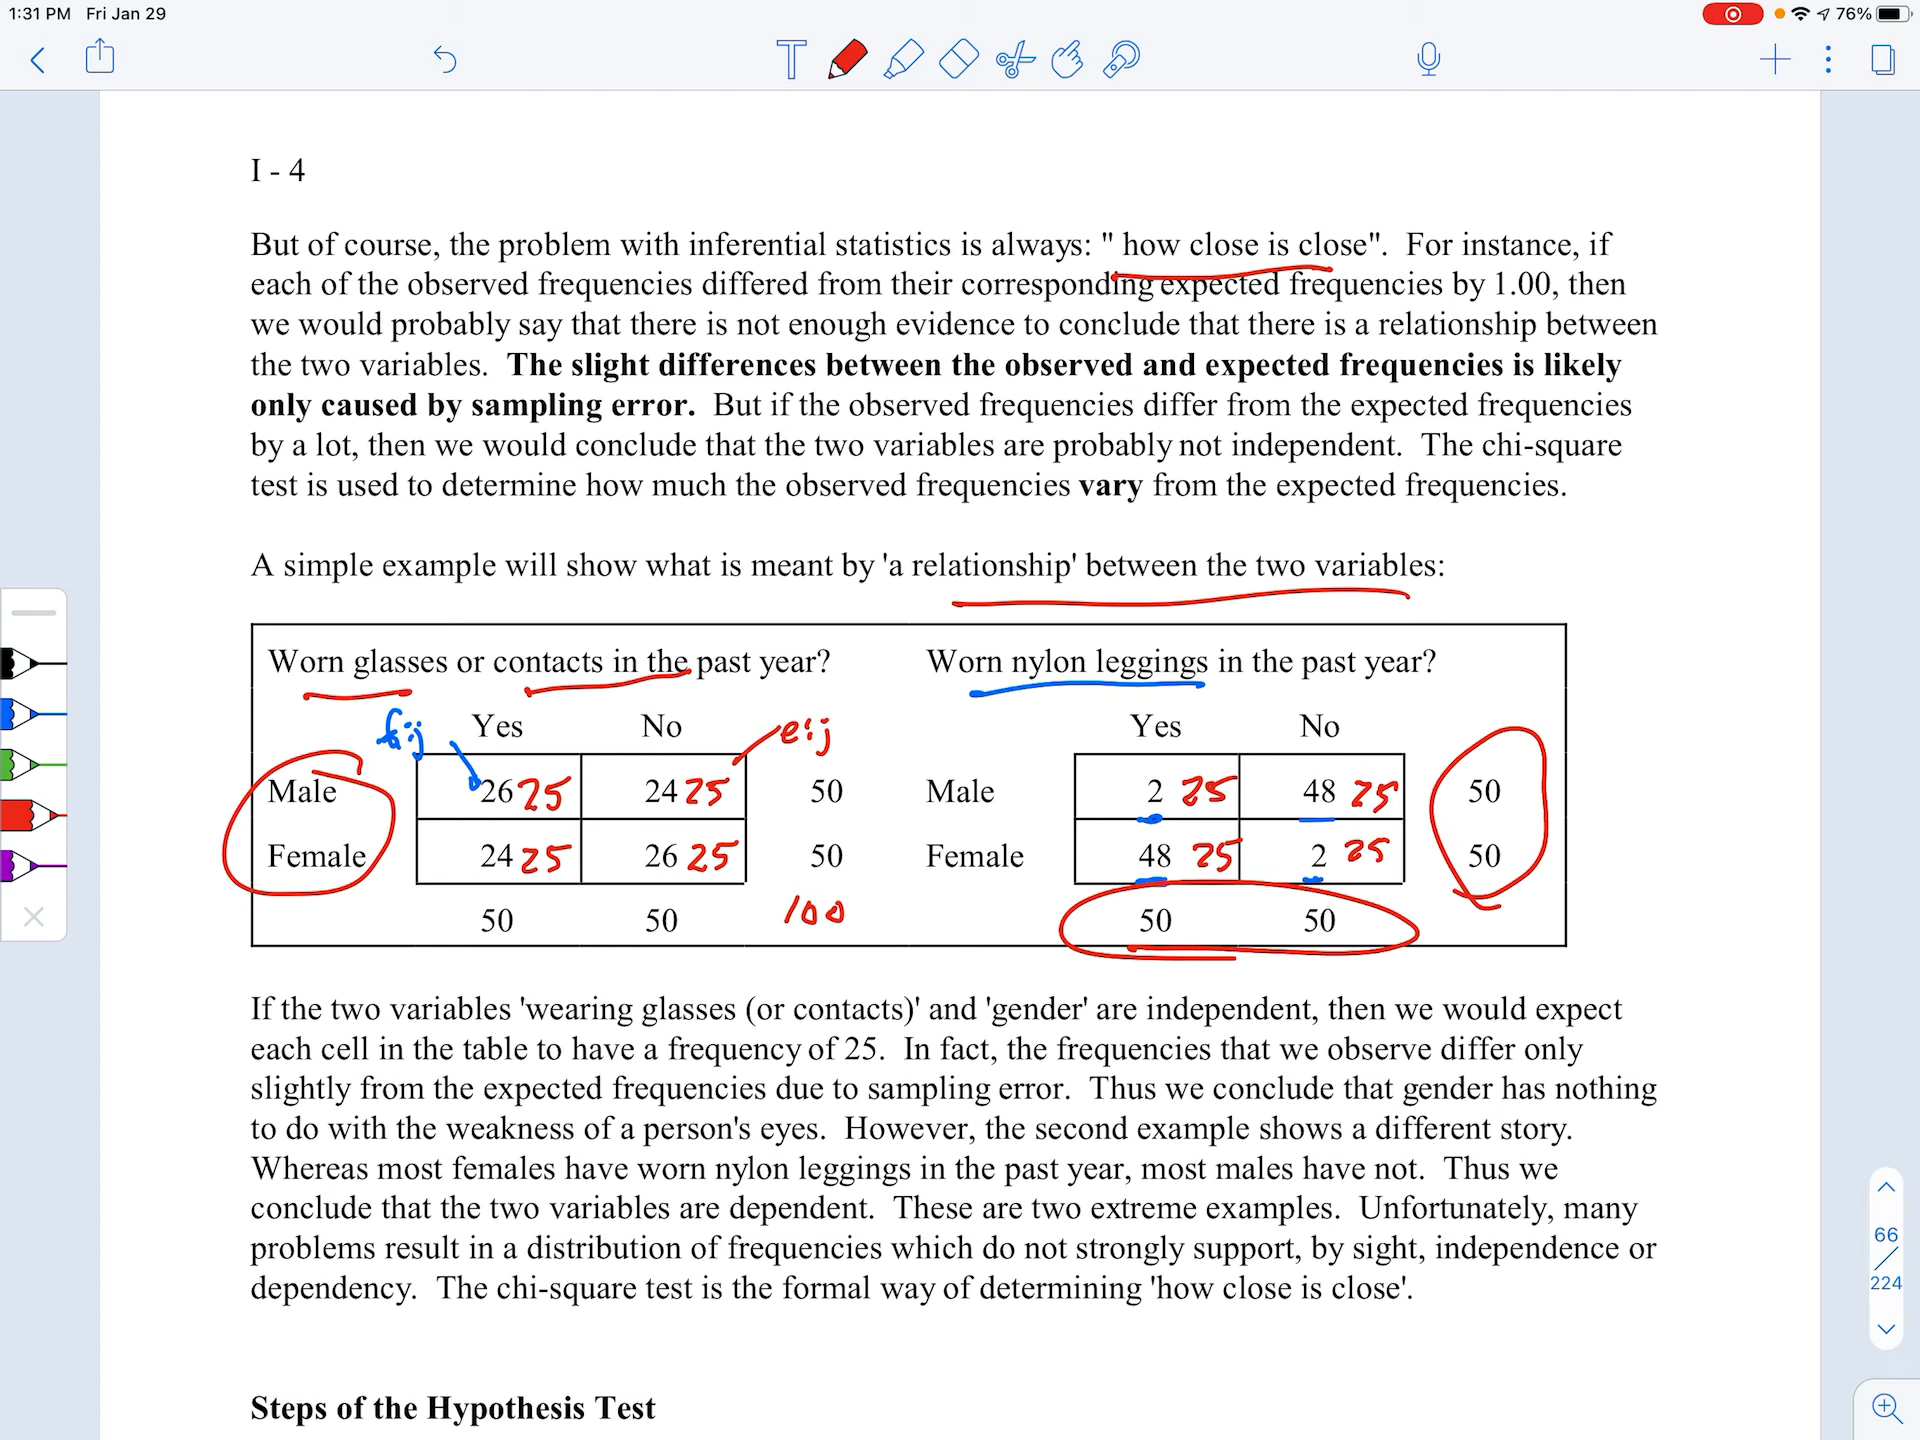 1:31 PM Fri Jan 29
76%
I - 4
But of course, the problem with inferential statistics is always: " how close is close". For instance, if
each of the observed frequencies differed from their corresponding expected frequencies by 1.00, then
we would probably say that there is not enough evidence to conclude that there is a relationship between
the two variables. The slight differences between the observed and expected frequencies is likely
only caused by sampling error. But if the observed frequencies differ from the expected frequencies
by a lot, then we would conclude that the two variables are probably not independent. The chi-square
test is used to determine how much the observed frequencies vary from the expected frequencies.
A simple example will show what is meant by 'a relationship' between the two variables:
Worn glasses or contacts in the past year? Worn nylon leggings in the past year?
fij Yes No eij Yes No
Male 26 25 24 25 50 Male 2 25 48 25 50
Female 24 25 26 25 50 Female 48 25 2 25 50
50 50 100 50 50
If the two variables 'wearing glasses (or contacts)' and 'gender' are independent, then we would expect
each cell in the table to have a frequency of 25. In fact, the frequencies that we observe differ only
slightly from the expected frequencies due to sampling error. Thus we conclude that gender has nothing
to do with the weakness of a person's eyes. However, the second example shows a different story.
Whereas most females have worn nylon leggings in the past year, most males have not. Thus we
conclude that the two variables are dependent. These are two extreme examples. Unfortunately, many
problems result in a distribution of frequencies which do not strongly support, by sight, independence or
dependency. The chi-square test is the formal way of determining 'how close is close'.
66
/
224
Steps of the Hypothesis Test